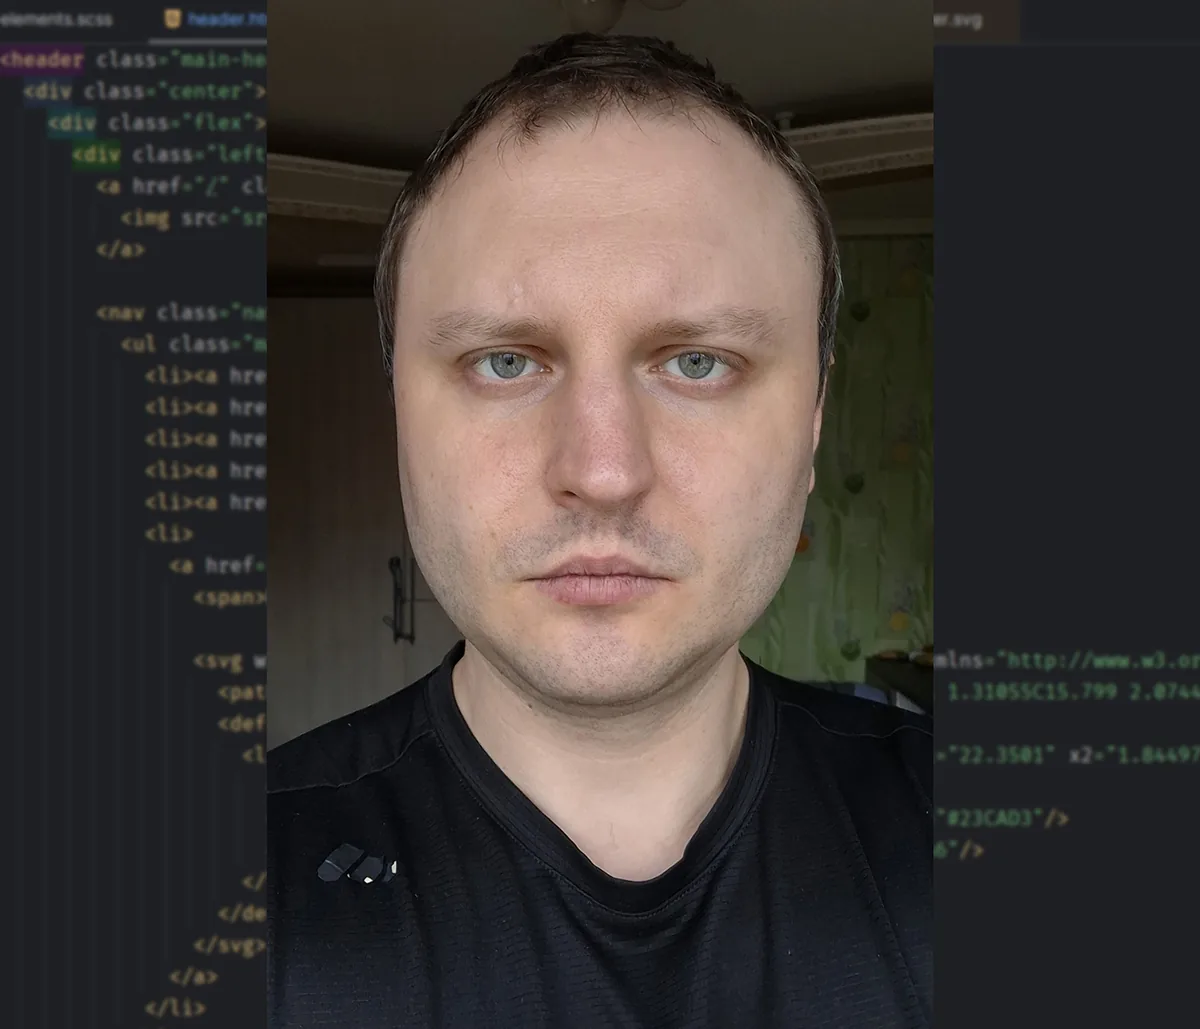 elements.scss header.ht er.svg
<header class="main-he
<div class="center">
<div class="flex">
<div class="left
<a href="/" cl
<img src="sr
</a>
<nav class="na
<ul class="m
<li><a hre
<li><a hre
<li><a hre
<li><a hre
<li><a hre
<li>
<a href=
<span>
<svg w mlns="http://www.w3.or
<pat 1.31055C15.799 2.0744
<def
<l ="22.3501" x2="1.84497
"#23CAD3"/>
6"/>
</
</de
</svg>
</a>
</li>